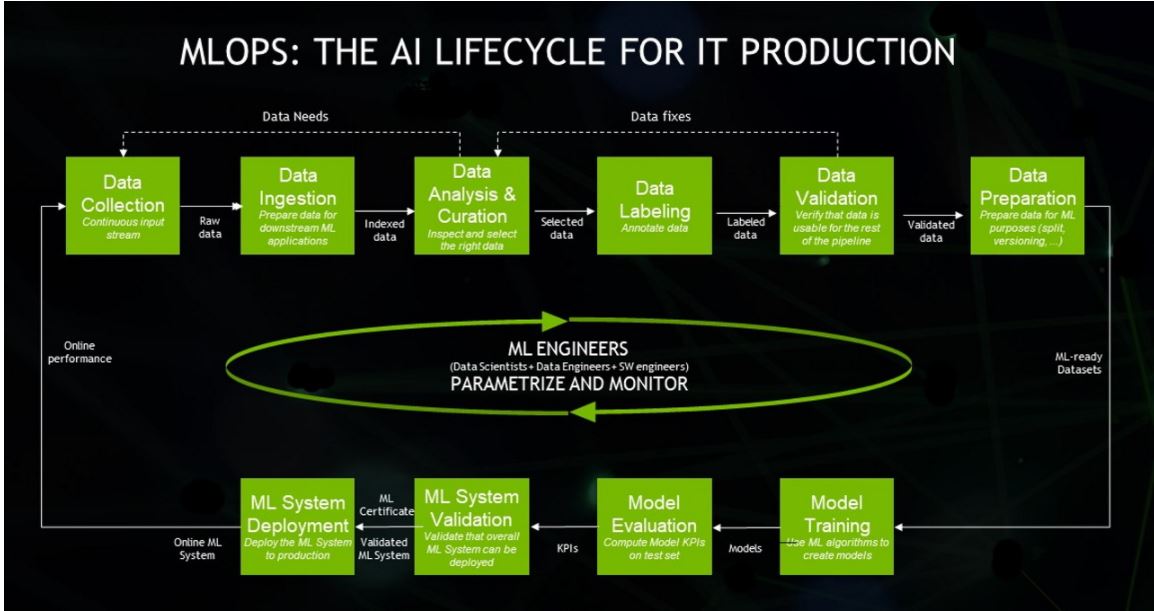 MLOPS: THE AI LIFECYCLE FOR IT PRODUCTION
Data Needs
Data fixes
Data
Collection
Continuous input
stream
Raw
data
Data
Ingestion
Prepare data for
downstream ML
applications
Indexed
data
Data
Analysis &
Curation
Inspect and select
the right data
Selected
data
Data
Labeling
Annotate data
Labeled
data
Data
Validation
Verify that data is
usable for the rest
of the pipeline
Validated
data
Data
Preparation
Prepare data for ML
purposes (split,
versioning, ...)
Online
performance
ML ENGINEERS
(Data Scientists + Data Engineers + SW engineers)
PARAMETRIZE AND MONITOR
ML-ready
Datasets
Online ML
System
ML System
Deployment
Deploy the ML System
to production
ML
Certificate
Validated
ML System
ML System
Validation
Validate that overall
ML System can be
deployed
KPIs
Model
Evaluation
Compute Model KPIs
on test set
Models
Model
Training
Use ML algorithms to
create models